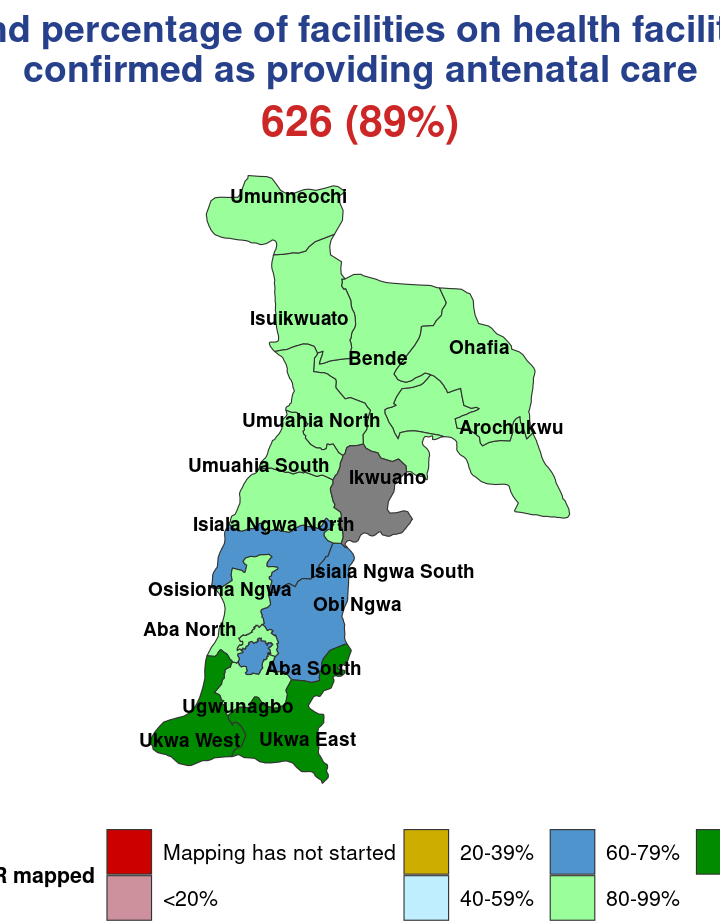 percentage of facilities on health
confirmed as providing antenatal care
626 (89%)
Umunneochi
Isuikwuato
Ohafia
Bende
Umuahia North
Arochukwu
Umuahia South
Ikwuano
Isiala Ngwa North
Isiala Ngwa South
Osisioma Ngwa
Obi Ngwa
Aba North
Aba South
Ugwunagbo
Ukwa West
Ukwa East
R mapped
Mapping has not started
20-39%
60-79%
<20%
40-59%
80-99%